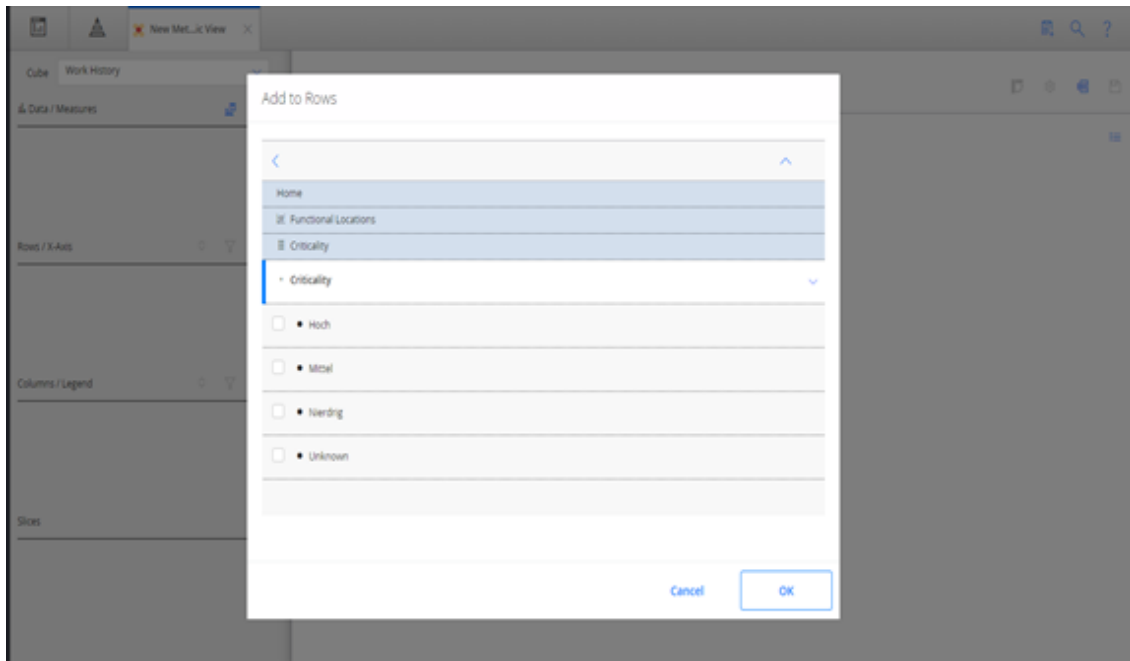 New Met...ic View
Cube Work History
Data / Measures
Add to Rows
Home
Functional Locations
Criticality
Rows / X-Axis
Criticality
Hoch
Mittel
Columns / Legend
Nierdrig
Unknown
Slices
Cancel OK